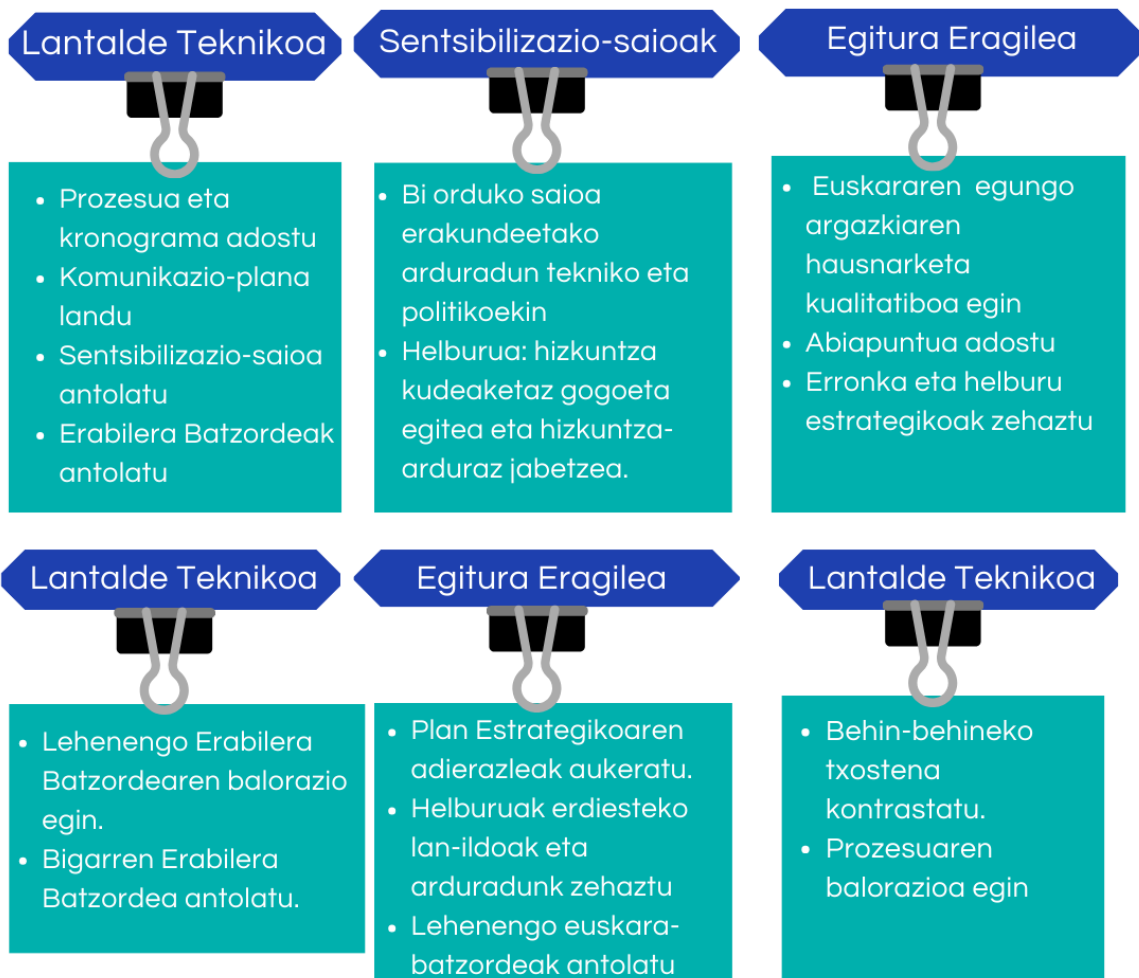 Lantalde Teknikoa
• Prozesua eta
kronograma adostu
• Komunikazio-plana
landu
• Sentsibilizazio-saioa
antolatu
• Erabilera Batzordeak
antolatu
Sentsibilizazio-saioak
• Bi orduko saioa
erakundeetako
arduradun tekniko eta
politikoekin
• Helburua: hizkuntza
kudeaketaz gogoeta
egitea eta hizkuntza-
arduraz jabetzea.
Egitura Eragilea
• Euskararen egungo
argazkiaren
hausnarketa
kualitatiboa egin
• Abiapuntua adostu
• Erronka eta helburu
estrategikoak zehaztu
Lantalde Teknikoa
• Lehenengo Erabilera
Batzordearen balorazio
egin.
• Bigarren Erabilera
Batzordea antolatu.
Egitura Eragilea
• Plan Estrategikoaren
adierazleak aukeratu.
• Helburuak erdiesteko
lan-ildoak eta
arduradunk zehaztu
• Lehenengo euskara-
batzordeak antolatu
Lantalde Teknikoa
• Behin-behineko
txostena
kontrastatu.
• Prozesuaren
balorazioa egin